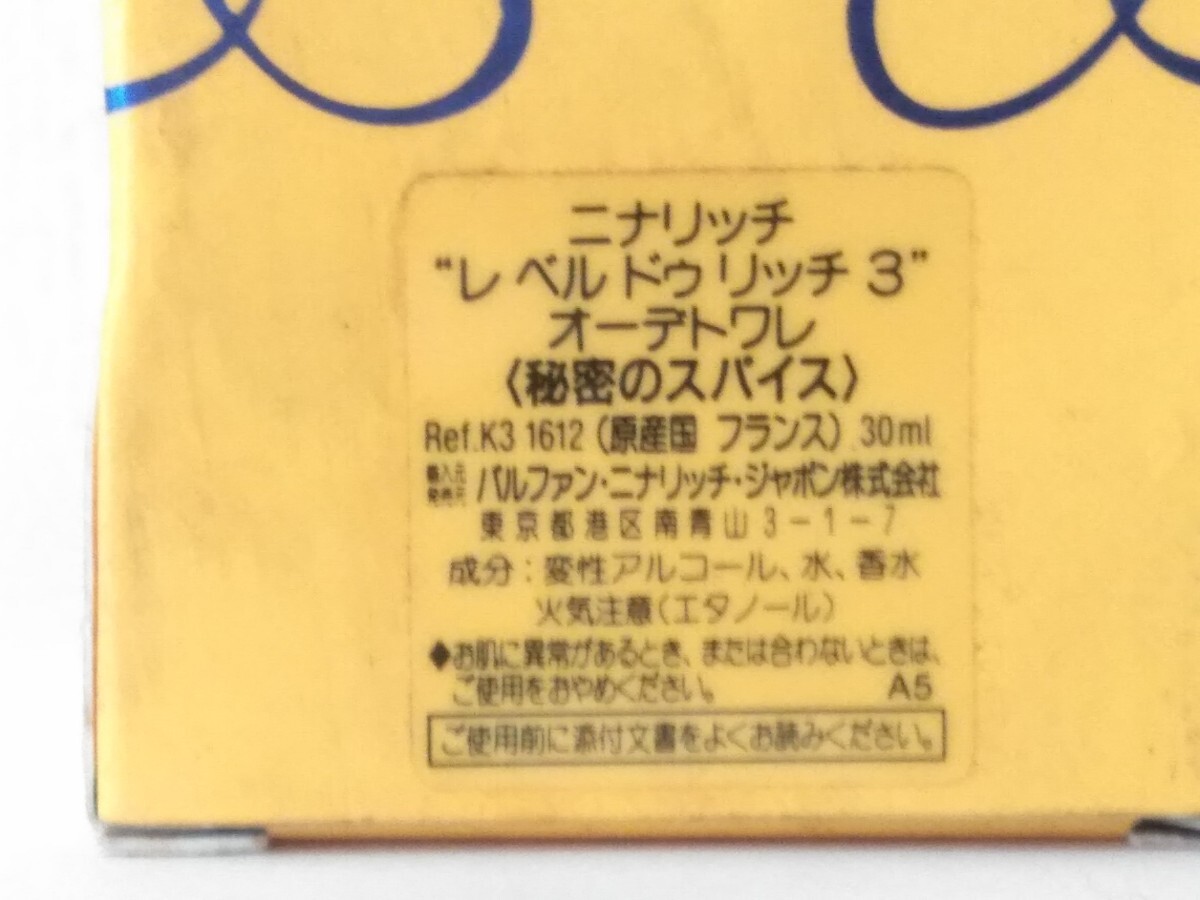 ニナリッチ
“レ ベル ドゥ リッチ 3”
オーデトワレ
〈秘密のスパイス〉
Ref.K3 1612 (原産国 フランス) 30ml
輸入元 発売元 パルファン・ニナリッチ・ジャポン株式会社
東京都港区南青山3-1-7
成分：変性アルコール、水、香水
火気注意(エタノール)
◆お肌に異常があるとき、または合わないときは、
ご使用をおやめください。 A5
ご使用前に添付文書をよくお読みください。